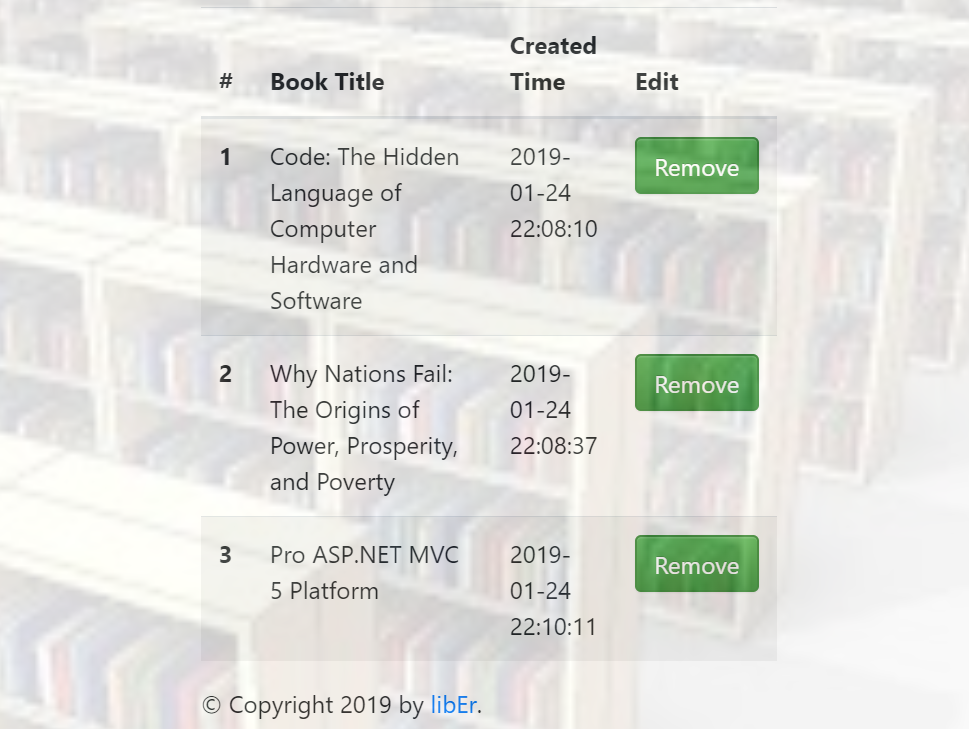 Created
# Book Title Time Edit
1 Code: The Hidden 2019- Remove
Language of 01-24
Computer 22:08:10
Hardware and
Software
2 Why Nations Fail: 2019- Remove
The Origins of 01-24
Power, Prosperity, 22:08:37
and Poverty
3 Pro ASP.NET MVC 2019- Remove
5 Platform 01-24
22:10:11
© Copyright 2019 by libEr.